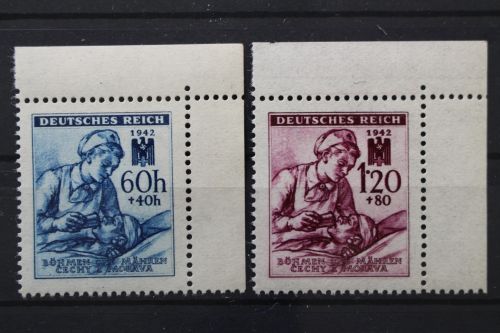 DEUTSCHES REICH
1942
60h
+40h
BÖHMEN MÄHREN
ČECHY MORAVA
DEUTSCHES REICH
1942
1·20
+80
BÖHMEN MÄHREN
ČECHY MORAVA